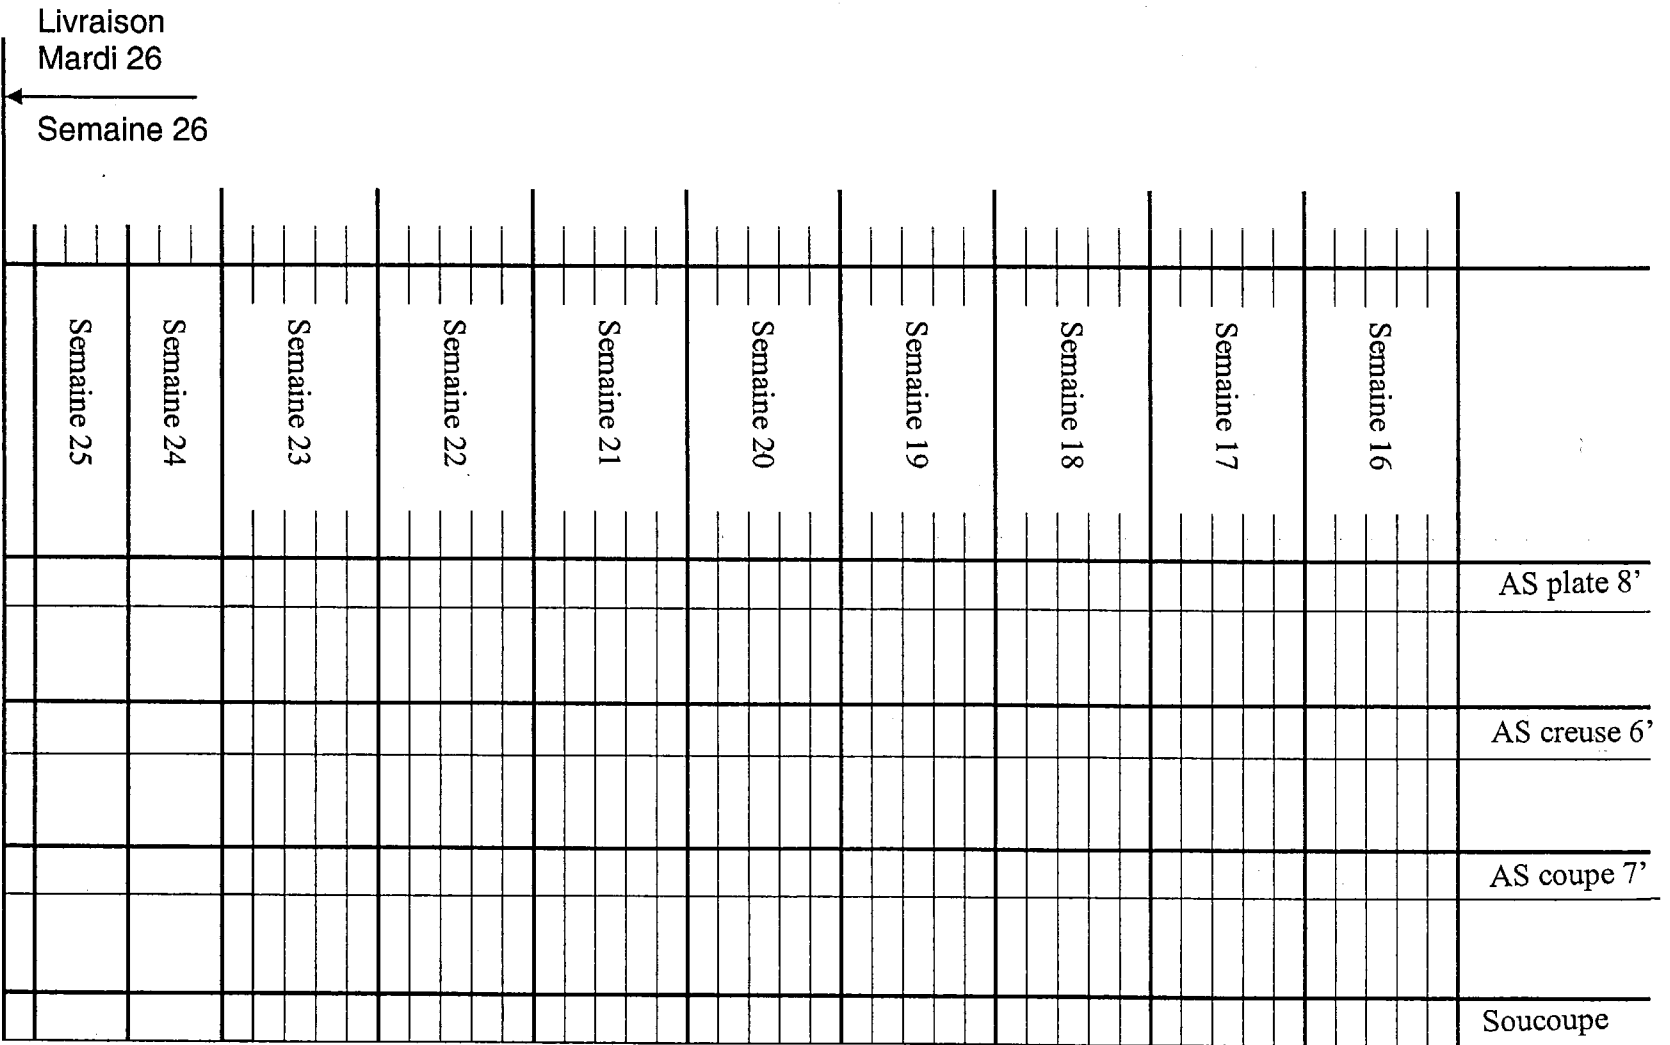 Livraison
Mardi 26
Semaine 26
Semaine 25
Semaine 24
Semaine 23
Semaine 22
Semaine 21
Semaine 20
Semaine 19
Semaine 18
Semaine 17
Semaine 16
AS plate 8’
AS creuse 6’
AS coupe 7’
Soucoupe